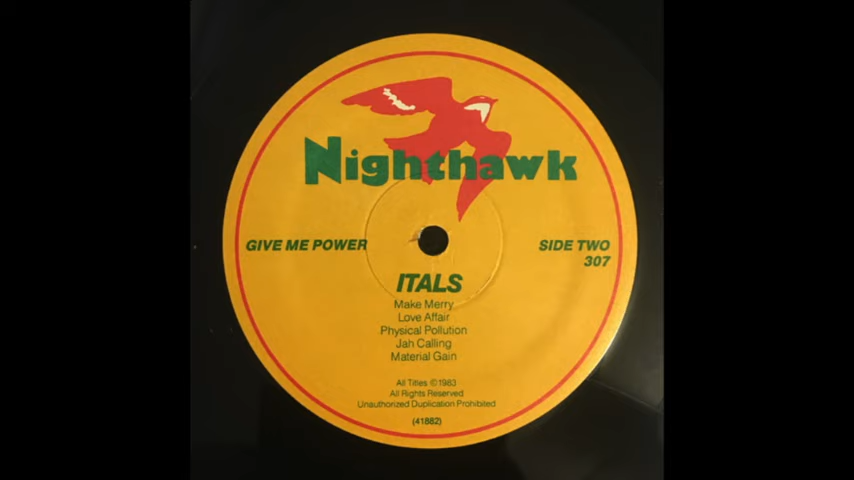 Nighthawk
GIVE ME POWER
SIDE TWO
307
ITALS
Make Merry
Love Affair
Physical Pollution
Jah Calling
Material Gain
All Titles ©1983
All Rights Reserved
Unauthorized Duplication Prohibited
(41882)